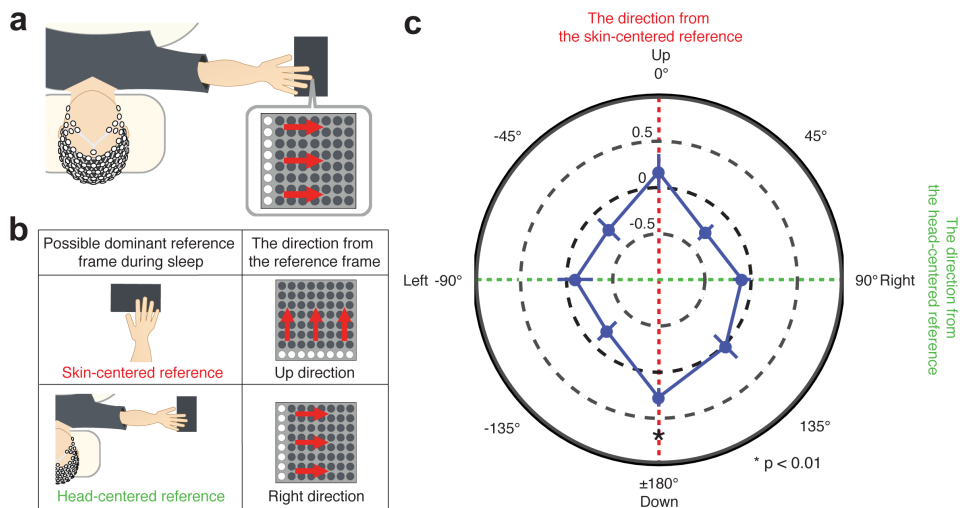 a
b
Possible dominant reference
frame during sleep
The direction from
the reference frame
Skin-centered reference
Up direction
Head-centered reference
Right direction
c
The direction from
the skin-centered reference
Up
0°
-45°
45°
0.5
0
-0.5
Left -90°
90° Right
The direction from
the head-centered reference
-135°
135°
*
* p < 0.01
±180°
Down